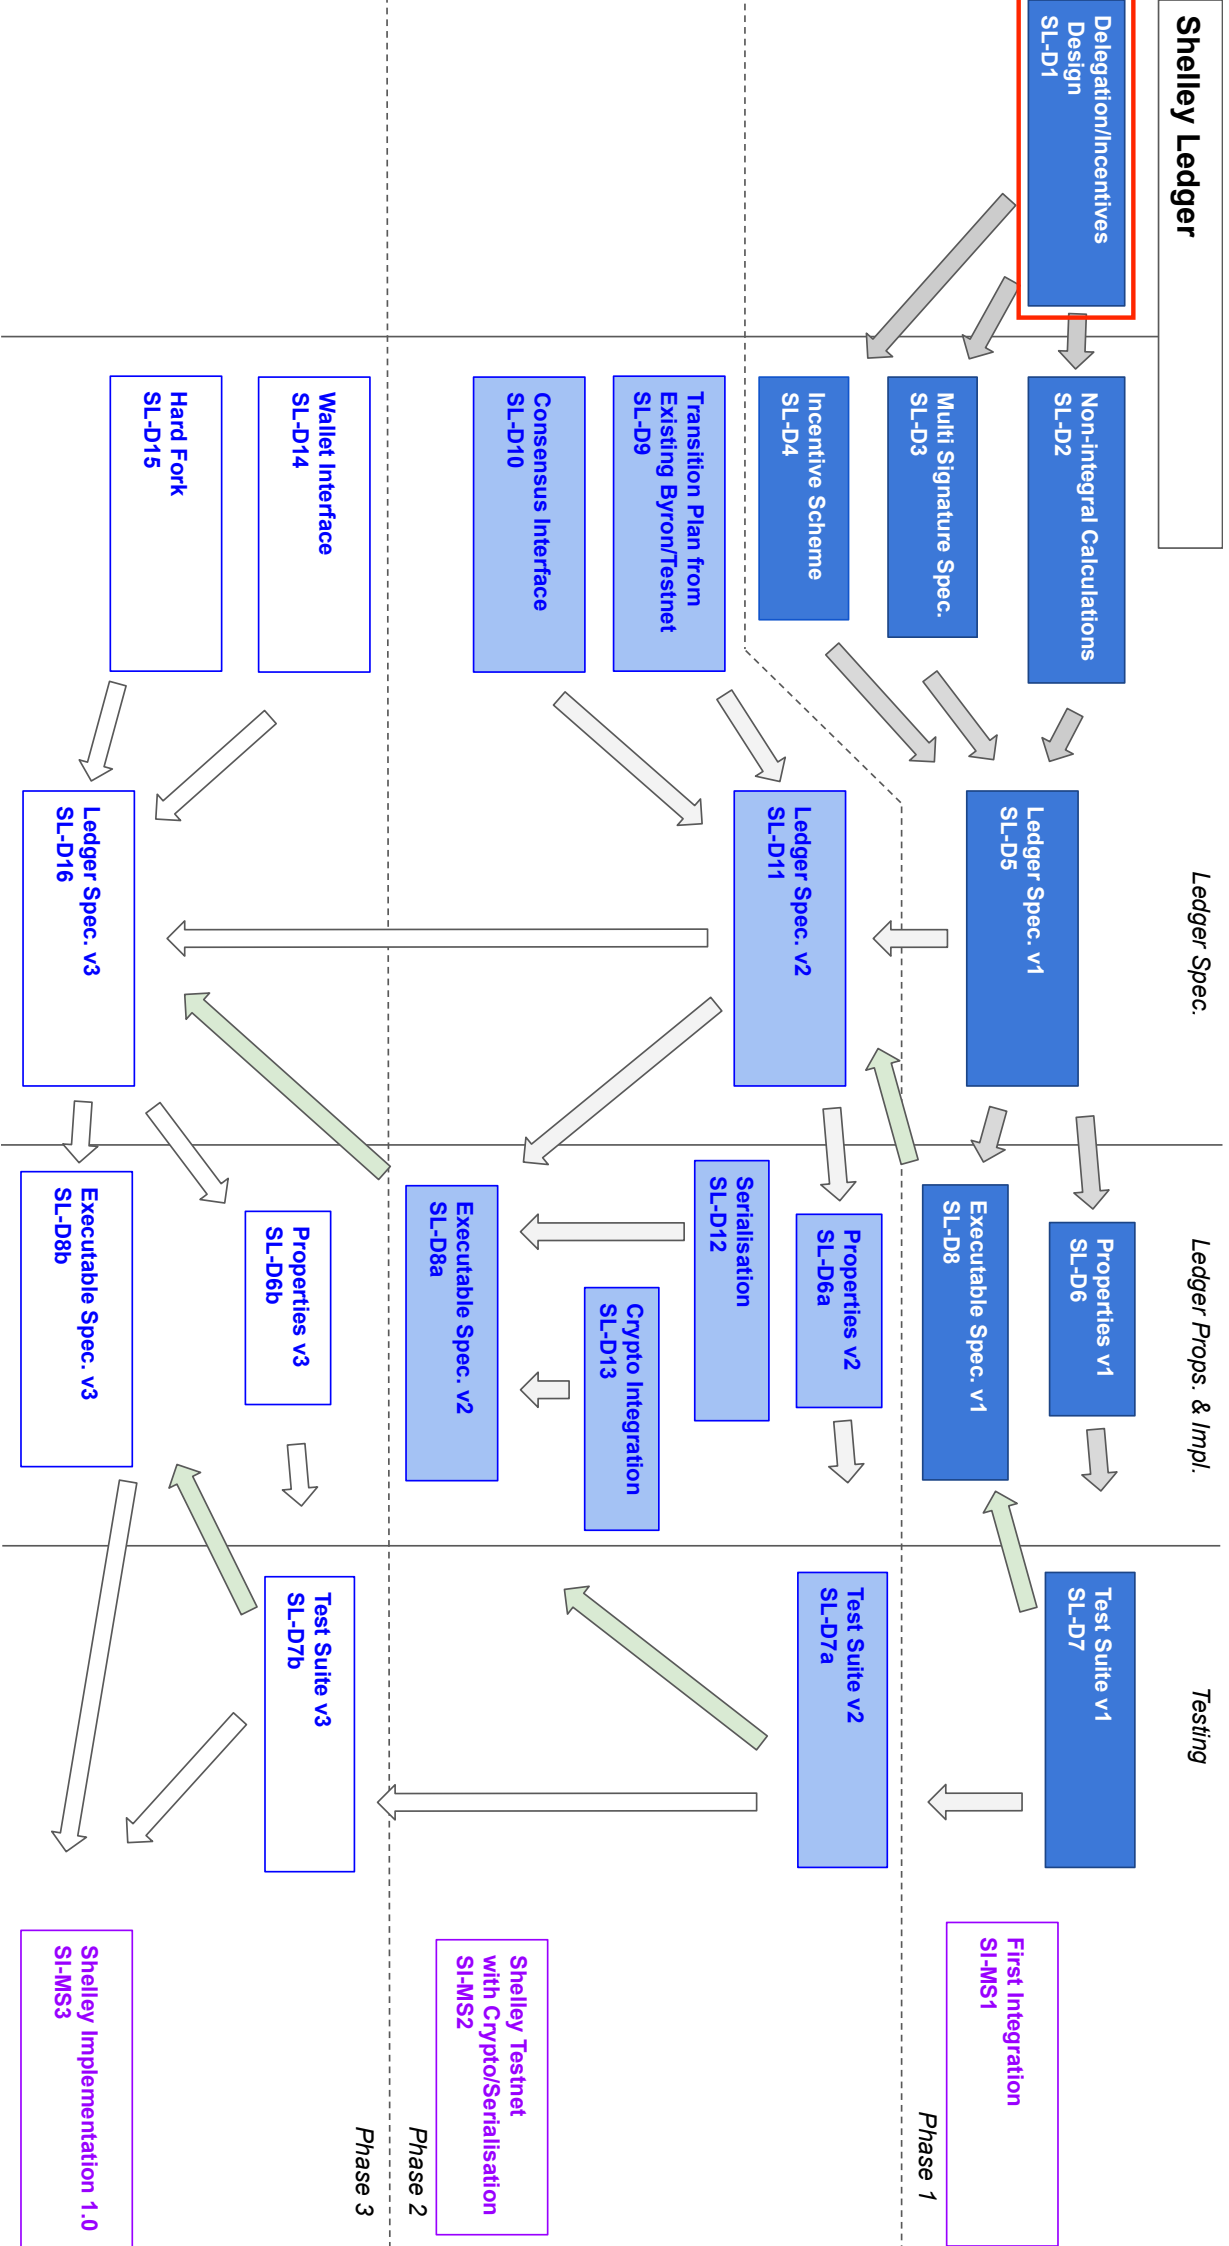 Shelley Ledger
Ledger Spec.
Ledger Props. & Impl.
Testing
Delegation/Incentives
Design
SL-D1
Non-integral Calculations
SL-D2
Multi Signature Spec.
SL-D3
Incentive Scheme
SL-D4
Ledger Spec. v1
SL-D5
Properties v1
SL-D6
Executable Spec. v1
SL-D8
Test Suite v1
SL-D7
First Integration
SI-MS1
Phase 1
Transition Plan from
Existing Byron/Testnet
SL-D9
Consensus Interface
SL-D10
Ledger Spec. v2
SL-D11
Properties v2
SL-D6a
Serialisation
SL-D12
Crypto Integration
SL-D13
Executable Spec. v2
SL-D8a
Test Suite v2
SL-D7a
Shelley Testnet
with Crypto/Serialisation
SI-MS2
Phase 2
Phase 3
Wallet Interface
SL-D14
Hard Fork
SL-D15
Ledger Spec. v3
SL-D16
Properties v3
SL-D6b
Executable Spec. v3
SL-D8b
Test Suite v3
SL-D7b
Shelley Implementation 1.0
SI-MS3